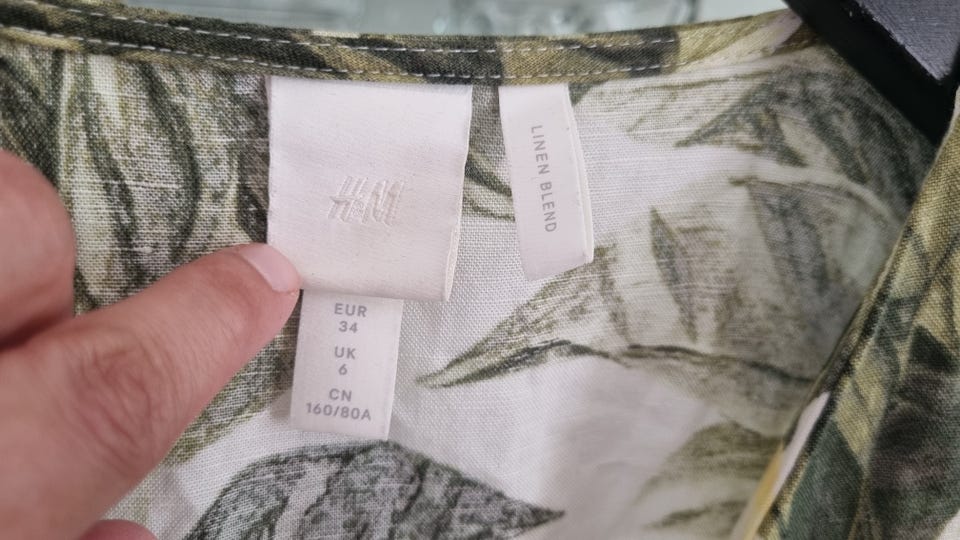 H&M
LINEN BLEND
EUR
34
UK
6
CN
160/80A